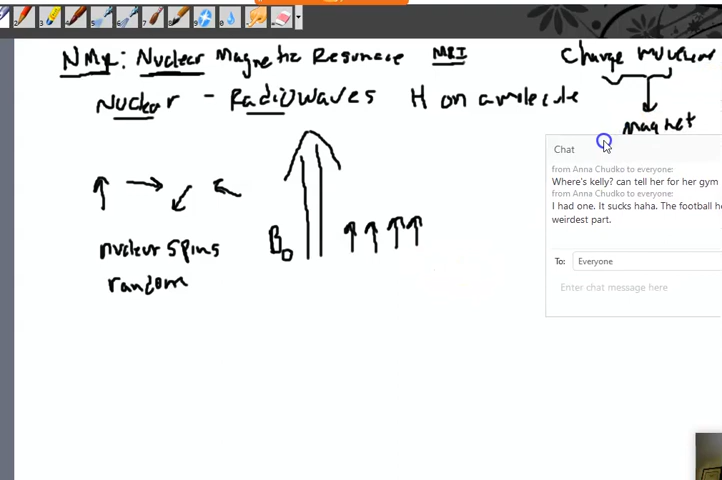 NMR: Nuclear Magnetic Resonance MRI
Charge
Nuclear - Radiowaves H on a molecule
magnet
Chat
from Anna Chudko to everyone:
Where's kelly? can tell her for her gym
from Anna Chudko to everyone:
I had one. It sucks haha. The football he
weirdest part.
nuclear spins
random
B0
To: Everyone
Enter chat message here